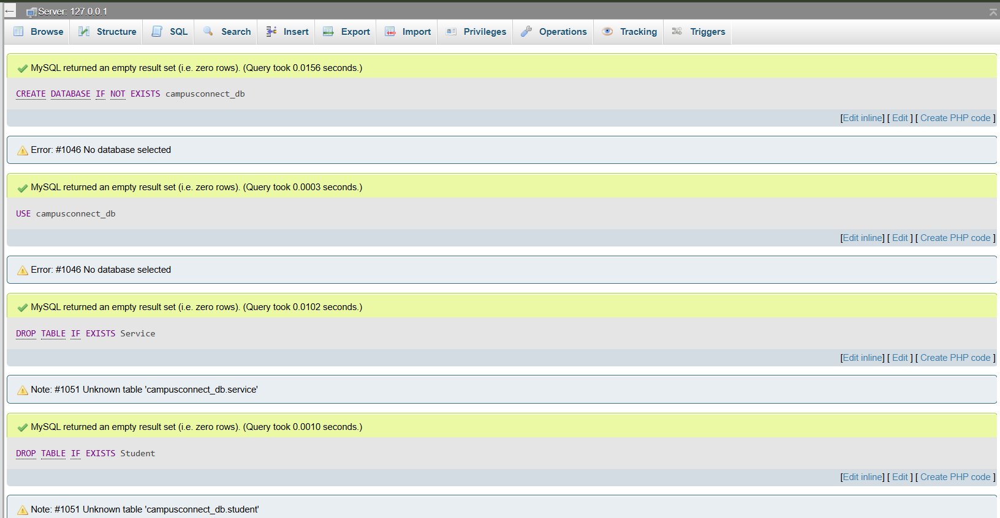 Server: 127.0.0.1
Browse Structure SQL Search Insert Export Import Privileges Operations Tracking Triggers
MySQL returned an empty result set (i.e. zero rows). (Query took 0.0156 seconds.)
CREATE DATABASE IF NOT EXISTS campusconnect_db
[Edit inline] [ Edit ] [ Create PHP code ]
Error: #1046 No database selected
MySQL returned an empty result set (i.e. zero rows). (Query took 0.0003 seconds.)
USE campusconnect_db
[Edit inline] [ Edit ] [ Create PHP code ]
Error: #1046 No database selected
MySQL returned an empty result set (i.e. zero rows). (Query took 0.0102 seconds.)
DROP TABLE IF EXISTS Service
[Edit inline] [ Edit ] [ Create PHP code ]
Note: #1051 Unknown table 'campusconnect_db.service'
MySQL returned an empty result set (i.e. zero rows). (Query took 0.0010 seconds.)
DROP TABLE IF EXISTS Student
[Edit inline] [ Edit ] [ Create PHP code ]
Note: #1051 Unknown table 'campusconnect_db.student'